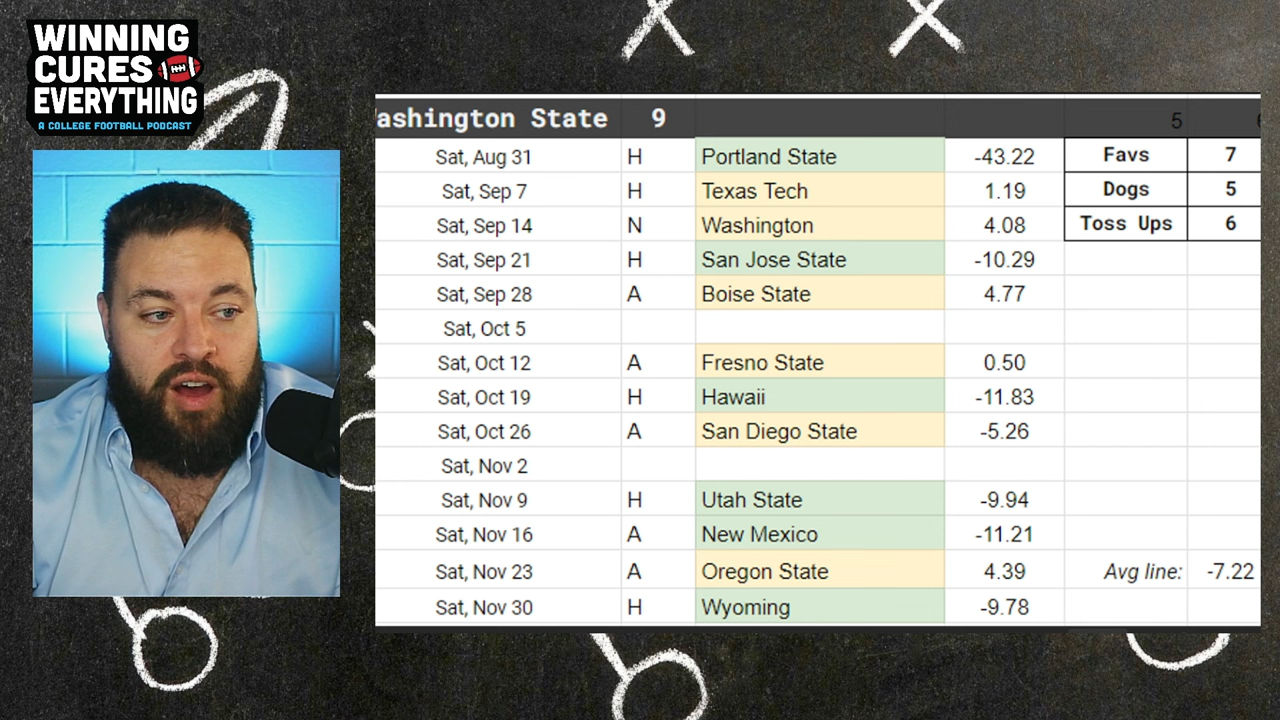 WINNING
CURES
EVERYTHING
A COLLEGE FOOTBALL PODCAST
ashington State 9 5
Sat, Aug 31 H Portland State -43.22 Favs 7
Sat, Sep 7 H Texas Tech 1.19 Dogs 5
Sat, Sep 14 N Washington 4.08 Toss Ups 6
Sat, Sep 21 H San Jose State -10.29
Sat, Sep 28 A Boise State 4.77
Sat, Oct 5
Sat, Oct 12 A Fresno State 0.50
Sat, Oct 19 H Hawaii -11.83
Sat, Oct 26 A San Diego State -5.26
Sat, Nov 2
Sat, Nov 9 H Utah State -9.94
Sat, Nov 16 A New Mexico -11.21
Sat, Nov 23 A Oregon State 4.39 Avg line: -7.22
Sat, Nov 30 H Wyoming -9.78